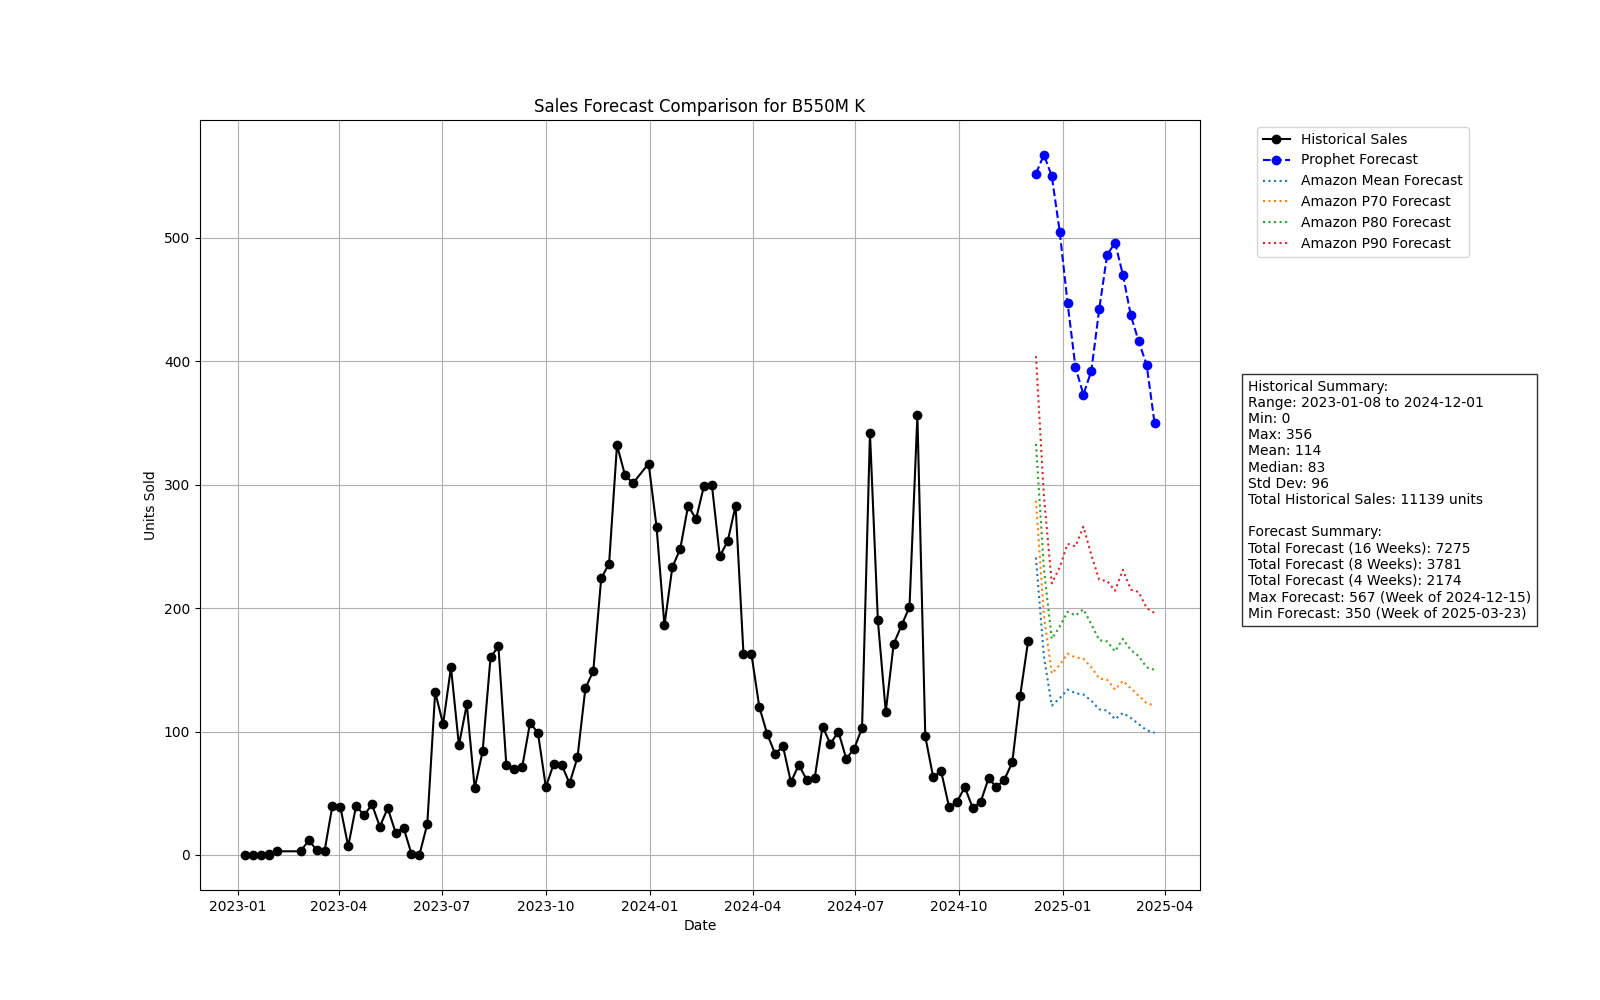 Sales Forecast Comparison for B550M K
Historical Sales
Prophet Forecast
Amazon Mean Forecast
Amazon P70 Forecast
Amazon P80 Forecast
Amazon P90 Forecast
Units Sold
500
400
300
200
100
0
2023-01
2023-04
2023-07
2023-10
2024-01
2024-04
2024-07
2024-10
2025-01
2025-04
Date
Historical Summary:
Range: 2023-01-08 to 2024-12-01
Min: 0
Max: 356
Mean: 114
Median: 83
Std Dev: 96
Total Historical Sales: 11139 units
Forecast Summary:
Total Forecast (16 Weeks): 7275
Total Forecast (8 Weeks): 3781
Total Forecast (4 Weeks): 2174
Max Forecast: 567 (Week of 2024-12-15)
Min Forecast: 350 (Week of 2025-03-23)